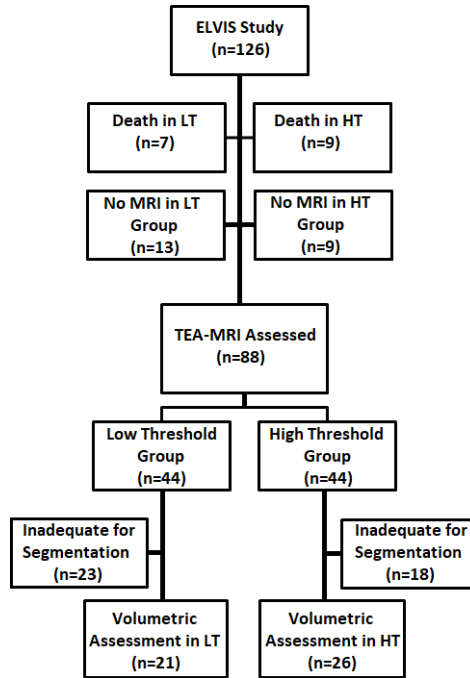 ELVIS Study
(n=126)
Death in LT
(n=7)
Death in HT
(n=9)
No MRI in LT
Group
(n=13)
No MRI in HT
Group
(n=9)
TEA-MRI Assessed
(n=88)
Low Threshold
Group
(n=44)
High Threshold
Group
(n=44)
Inadequate for
Segmentation
(n=23)
Inadequate for
Segmentation
(n=18)
Volumetric
Assessment in LT
(n=21)
Volumetric
Assessment in HT
(n=26)